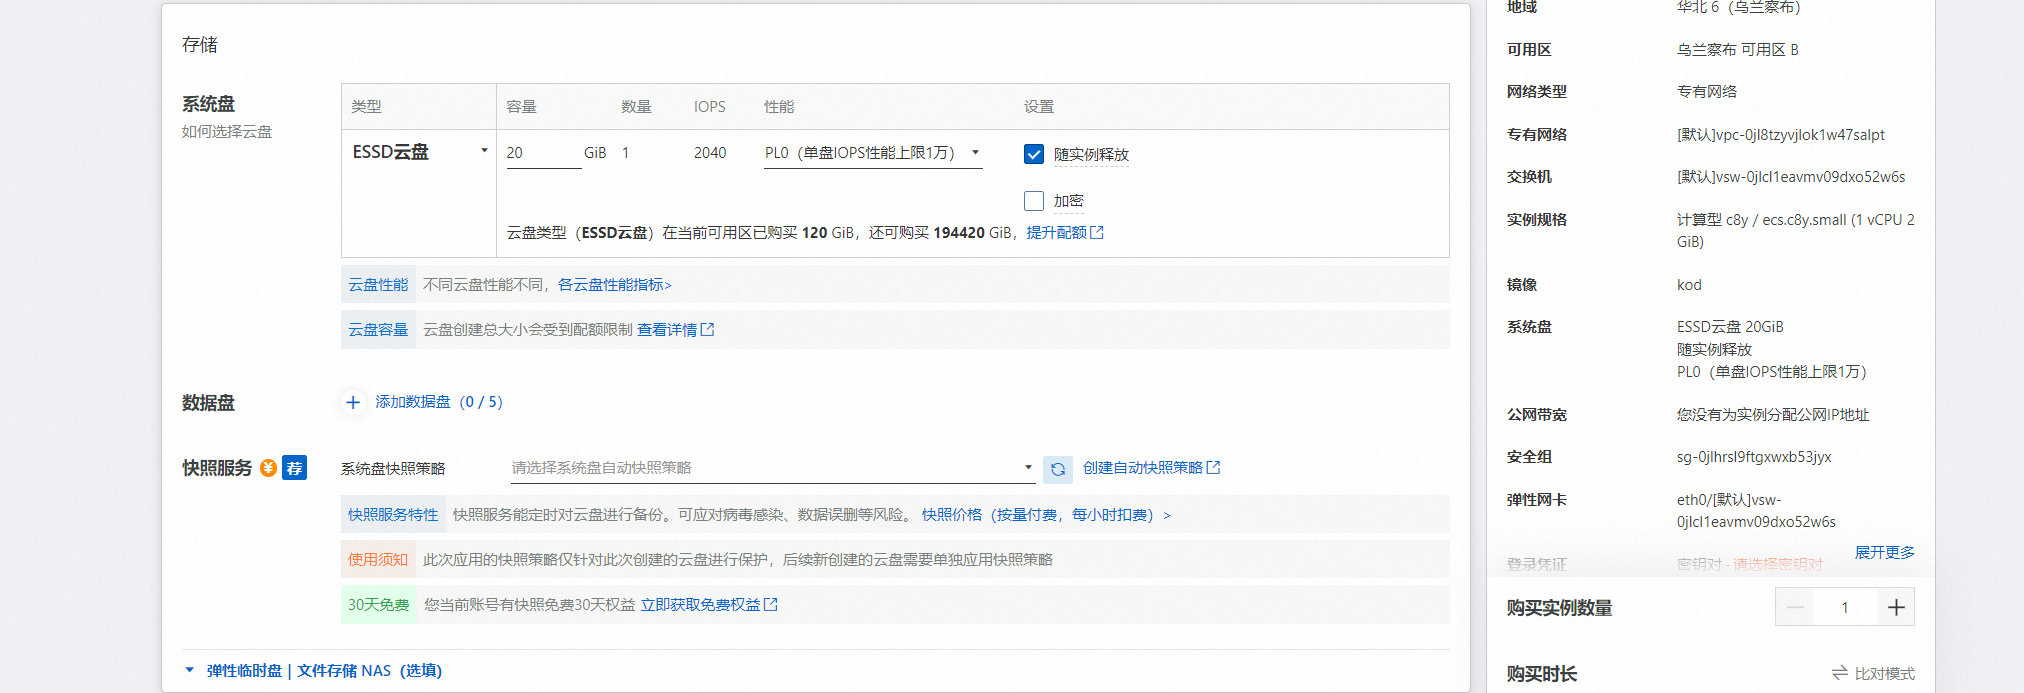 存储
系统盘
如何选择云盘
类型 容量 数量 IOPS 性能 设置
ESSD云盘 20 GiB 1 2040 PL0（单盘IOPS性能上限1万） 随实例释放
加密
云盘类型（ESSD云盘）在当前可用区已购买 120 GiB，还可购买 194420 GiB，提升配额
云盘性能 不同云盘性能不同，各云盘性能指标>
云盘容量 云盘创建总大小会受到配额限制 查看详情
数据盘 添加数据盘（0 / 5）
快照服务 ¥ 荐 系统盘快照策略 请选择系统盘自动快照策略 创建自动快照策略
快照服务特性 快照服务能定时对云盘进行备份。可应对病毒感染、数据误删等风险。 快照价格（按量付费，每小时扣费）>
使用须知 此次应用的快照策略仅针对此次创建的云盘进行保护，后续新创建的云盘需要单独应用快照策略
30天免费 您当前账号有快照免费30天权益 立即获取免费权益
弹性临时盘 | 文件存储 NAS（选填）
地域 华北 6（乌兰察布）
可用区 乌兰察布 可用区 B
网络类型 专有网络
专有网络 [默认]vpc-0jl8tzyvjlok1w47salpt
交换机 [默认]vsw-0jlcl1eavmv09dxo52w6s
实例规格 计算型 c8y / ecs.c8y.small (1 vCPU 2
GiB)
镜像 kod
系统盘 ESSD云盘 20GiB
随实例释放
PL0（单盘IOPS性能上限1万）
公网带宽 您没有为实例分配公网IP地址
安全组 sg-0jlhrsl9ftgxwxb53jyx
弹性网卡 eth0/[默认]vsw-
0jlcl1eavmv09dxo52w6s
展开更多
登录凭证 密钥对 - 请选择密钥对
购买实例数量 1
购买时长 比对模式